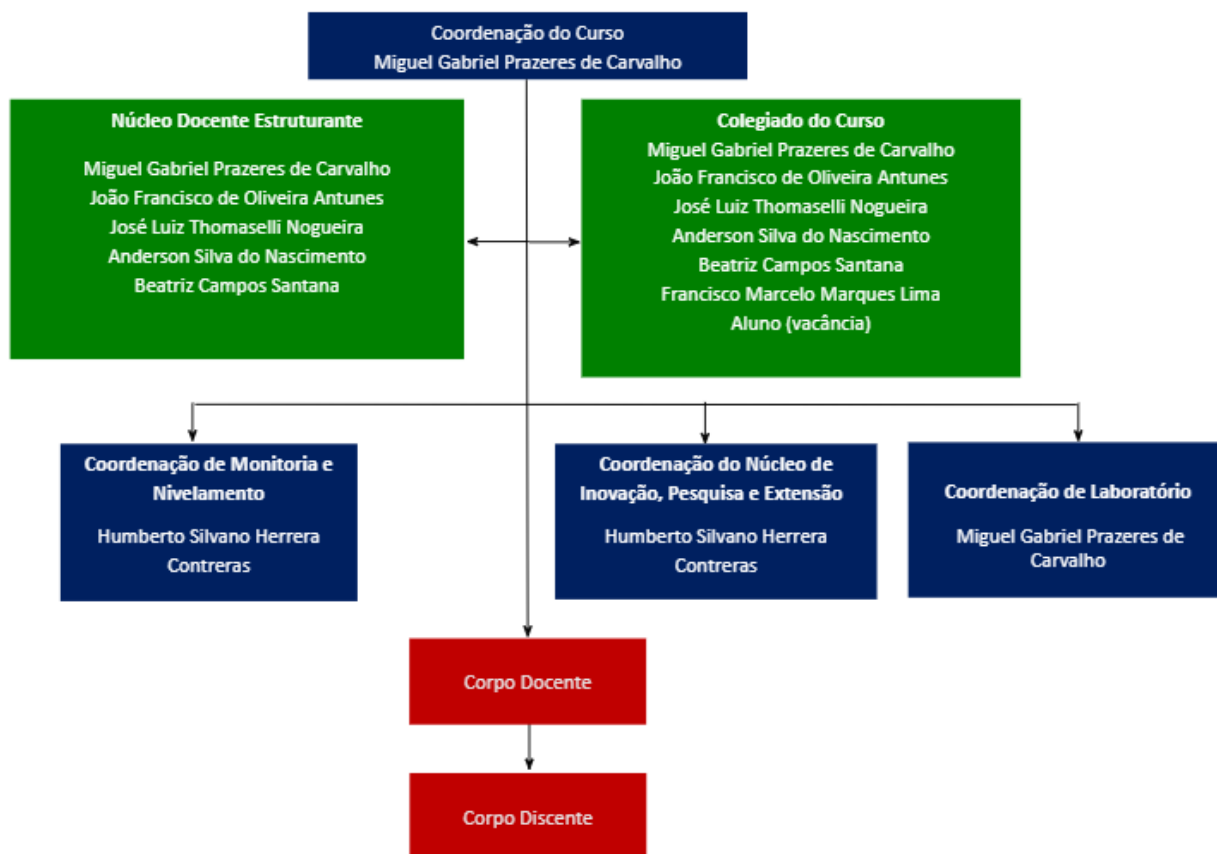 Coordenação do Curso
Miguel Gabriel Prazeres de Carvalho
Núcleo Docente Estruturante
Miguel Gabriel Prazeres de Carvalho
João Francisco de Oliveira Antunes
José Luiz Thomaselli Nogueira
Anderson Silva do Nascimento
Beatriz Campos Santana
Colegiado do Curso
Miguel Gabriel Prazeres de Carvalho
João Francisco de Oliveira Antunes
José Luiz Thomaselli Nogueira
Anderson Silva do Nascimento
Beatriz Campos Santana
Francisco Marcelo Marques Lima
Aluno (vacância)
Coordenação de Monitoria e
Nivelamento
Humberto Silvano Herrera
Contreras
Coordenação do Núcleo de
Inovação, Pesquisa e Extensão
Humberto Silvano Herrera
Contreras
Coordenação de Laboratório
Miguel Gabriel Prazeres de
Carvalho
Corpo Docente
Corpo Discente